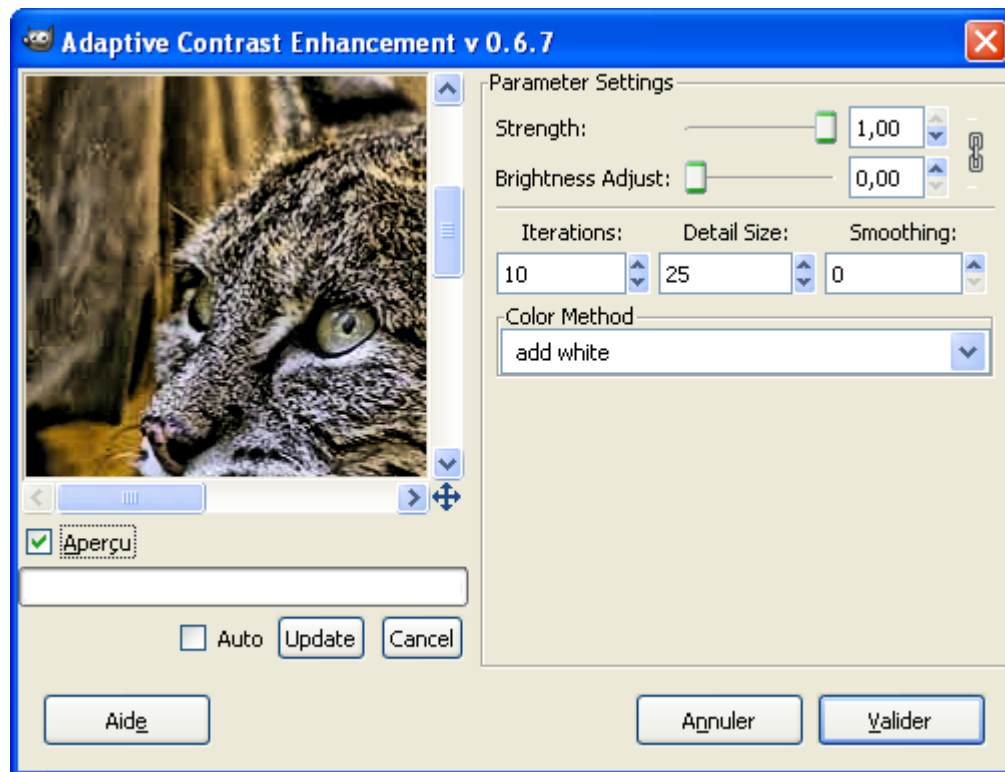 Adaptive Contrast Enhancement v 0.6.7
Parameter Settings
Strength: 1,00
Brightness Adjust: 0,00
Iterations: Detail Size: Smoothing:
10 25 0
Color Method
add white
Aperçu
Auto Update Cancel
Aide Annuler Valider